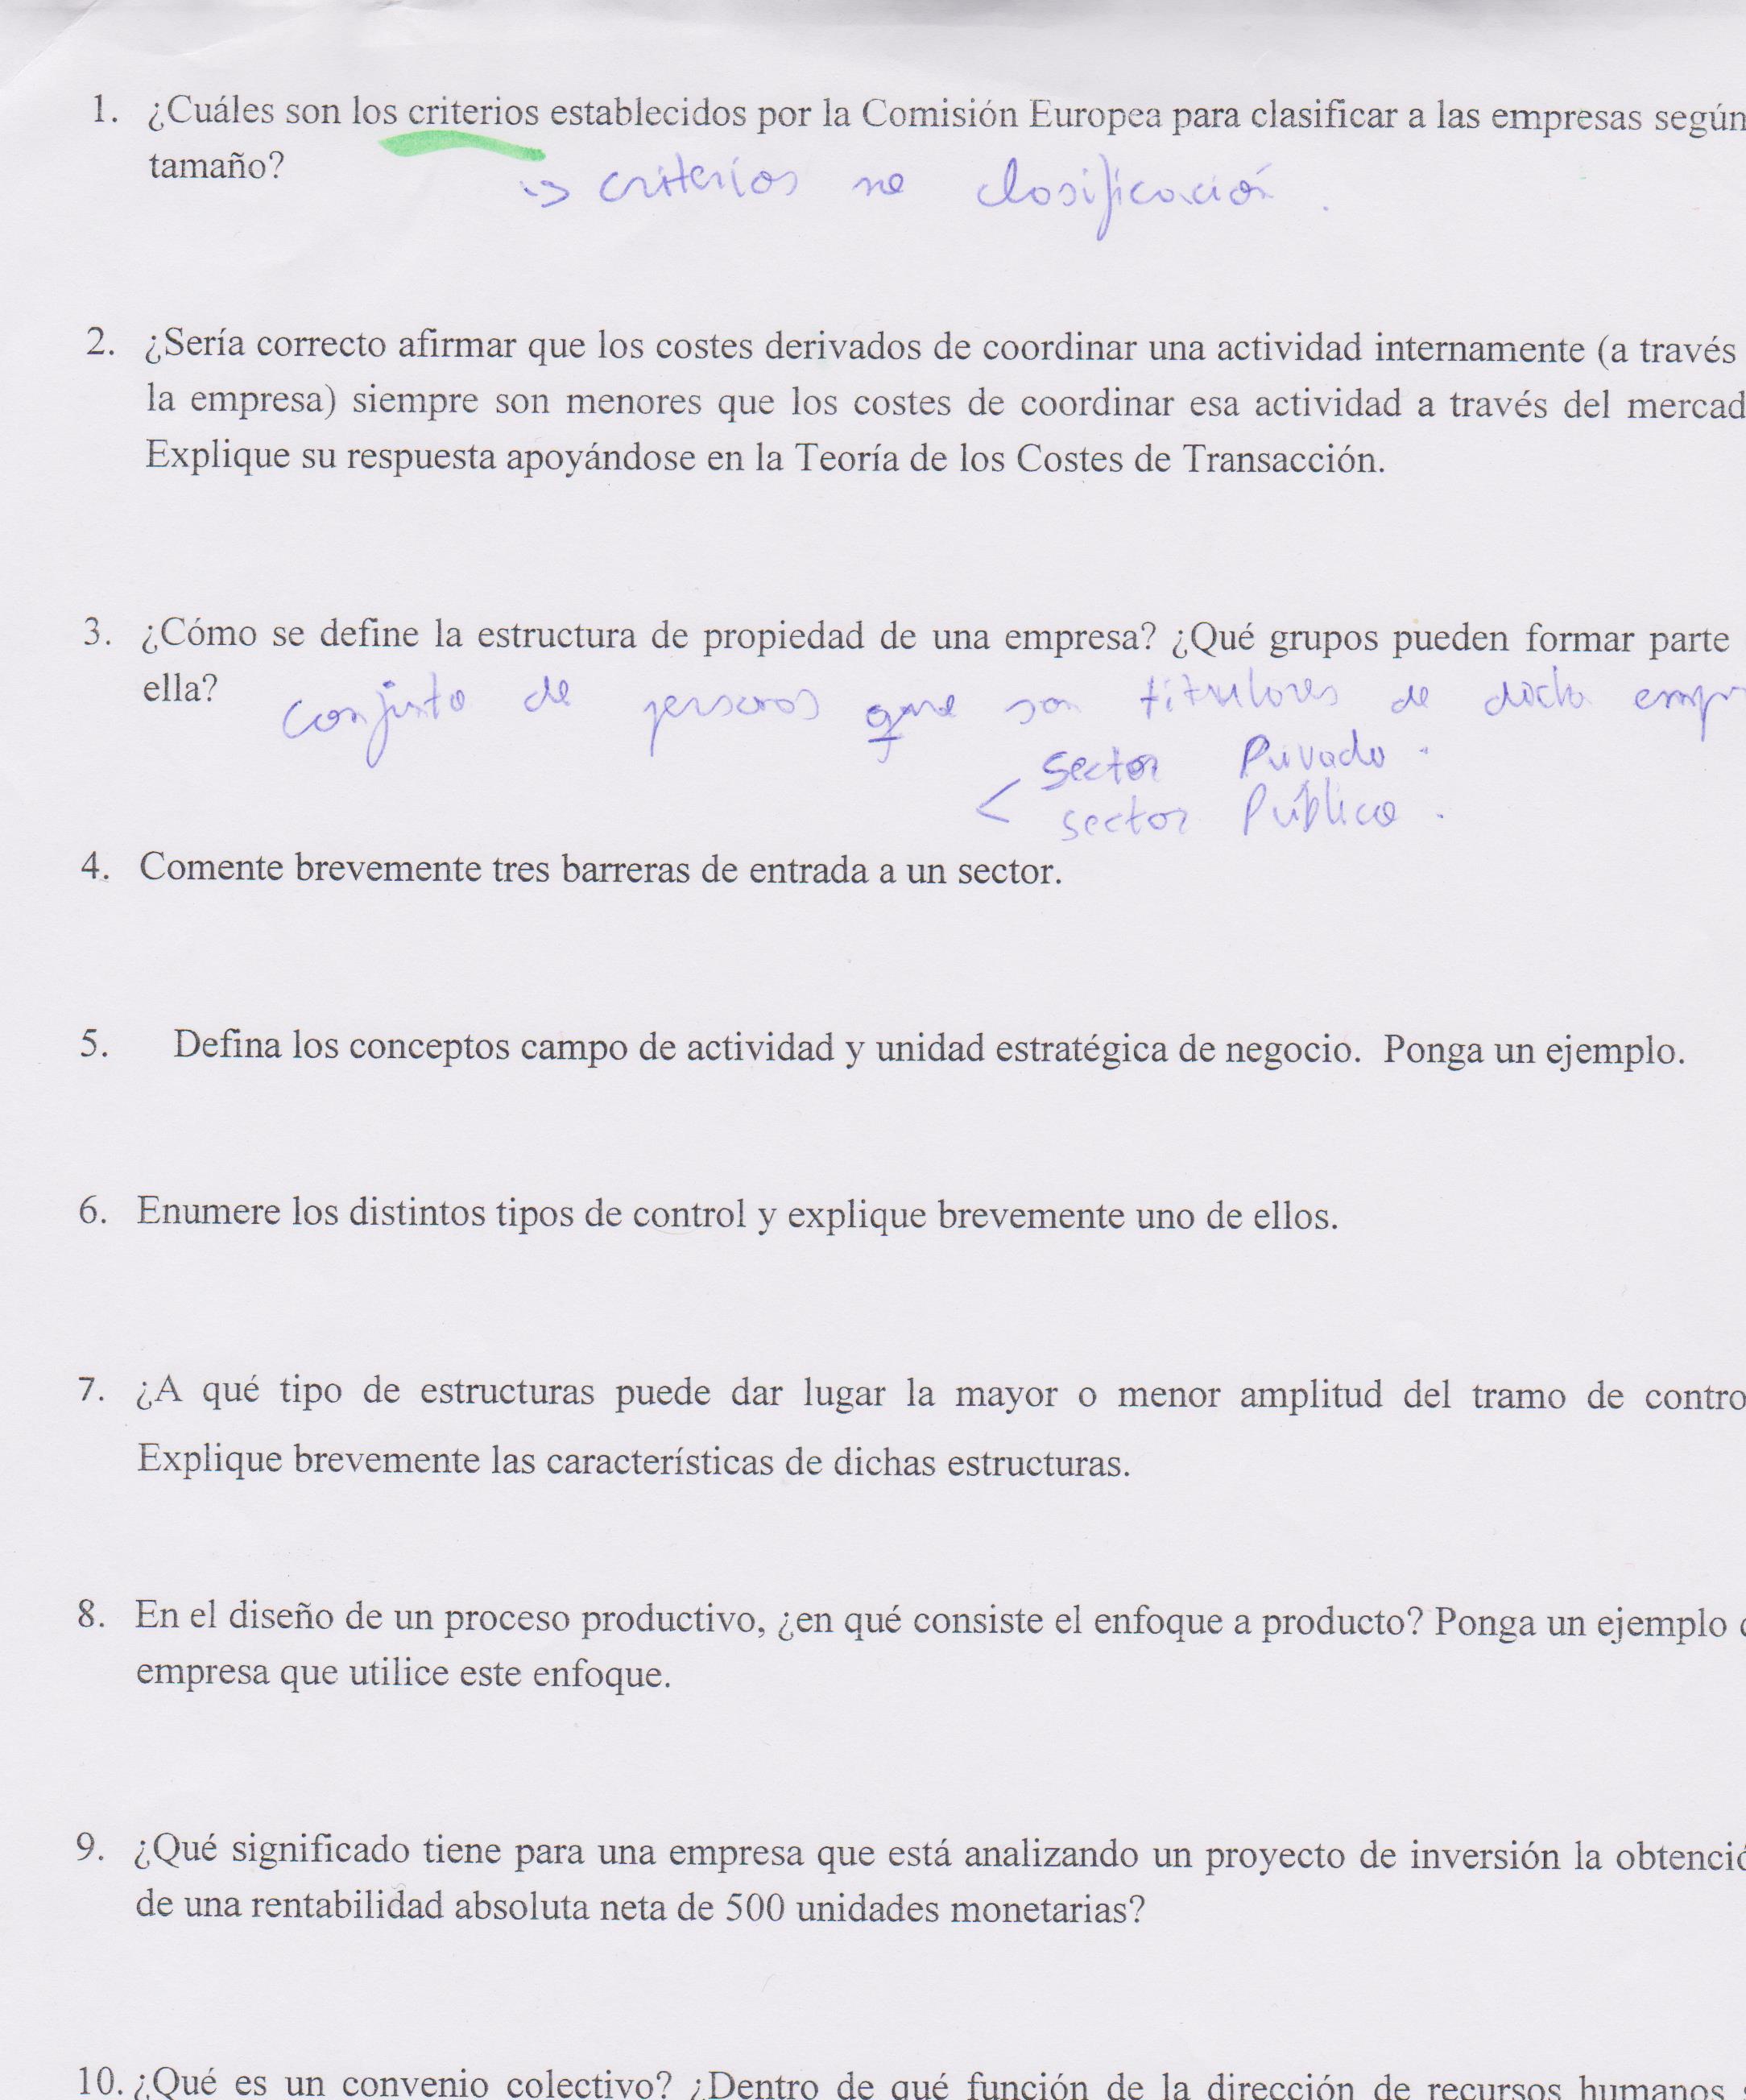 1. ¿Cuáles son los criterios establecidos por la Comisión Europea para clasificar a las empresas según
tamaño?
-> criterios no clasificación.
2. ¿Sería correcto afirmar que los costes derivados de coordinar una actividad internamente (a través
la empresa) siempre son menores que los costes de coordinar esa actividad a través del mercad
Explique su respuesta apoyándose en la Teoría de los Costes de Transacción.
3. ¿Cómo se define la estructura de propiedad de una empresa? ¿Qué grupos pueden formar parte
ella?
conjunto de personas que son titulares de dicha empr
< sector Privado.
sector Público.
4. Comente brevemente tres barreras de entrada a un sector.
5. Defina los conceptos campo de actividad y unidad estratégica de negocio. Ponga un ejemplo.
6. Enumere los distintos tipos de control y explique brevemente uno de ellos.
7. ¿A qué tipo de estructuras puede dar lugar la mayor o menor amplitud del tramo de contro
Explique brevemente las características de dichas estructuras.
8. En el diseño de un proceso productivo, ¿en qué consiste el enfoque a producto? Ponga un ejemplo
empresa que utilice este enfoque.
9. ¿Qué significado tiene para una empresa que está analizando un proyecto de inversión la obtenció
de una rentabilidad absoluta neta de 500 unidades monetarias?
10. ¿Qué es un convenio colectivo? ¿Dentro de qué función de la dirección de recursos humanos